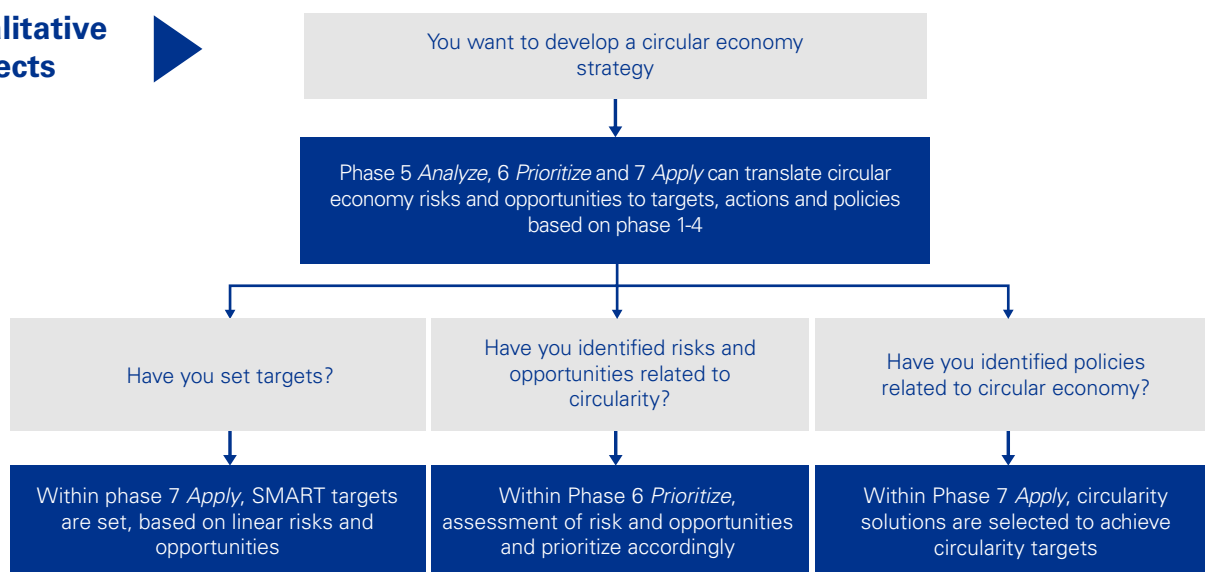 litative
ects
You want to develop a circular economy
strategy
Phase 5 Analyze, 6 Prioritize and 7 Apply can translate circular
economy risks and opportunities to targets, actions and policies
based on phase 1-4
Have you set targets?
Have you identified risks and
opportunities related to
circularity?
Have you identified policies
related to circular economy?
Within phase 7 Apply, SMART targets
are set, based on linear risks and
opportunities
Within Phase 6 Prioritize,
assessment of risk and opportunities
and prioritize accordingly
Within Phase 7 Apply, circularity
solutions are selected to achieve
circularity targets